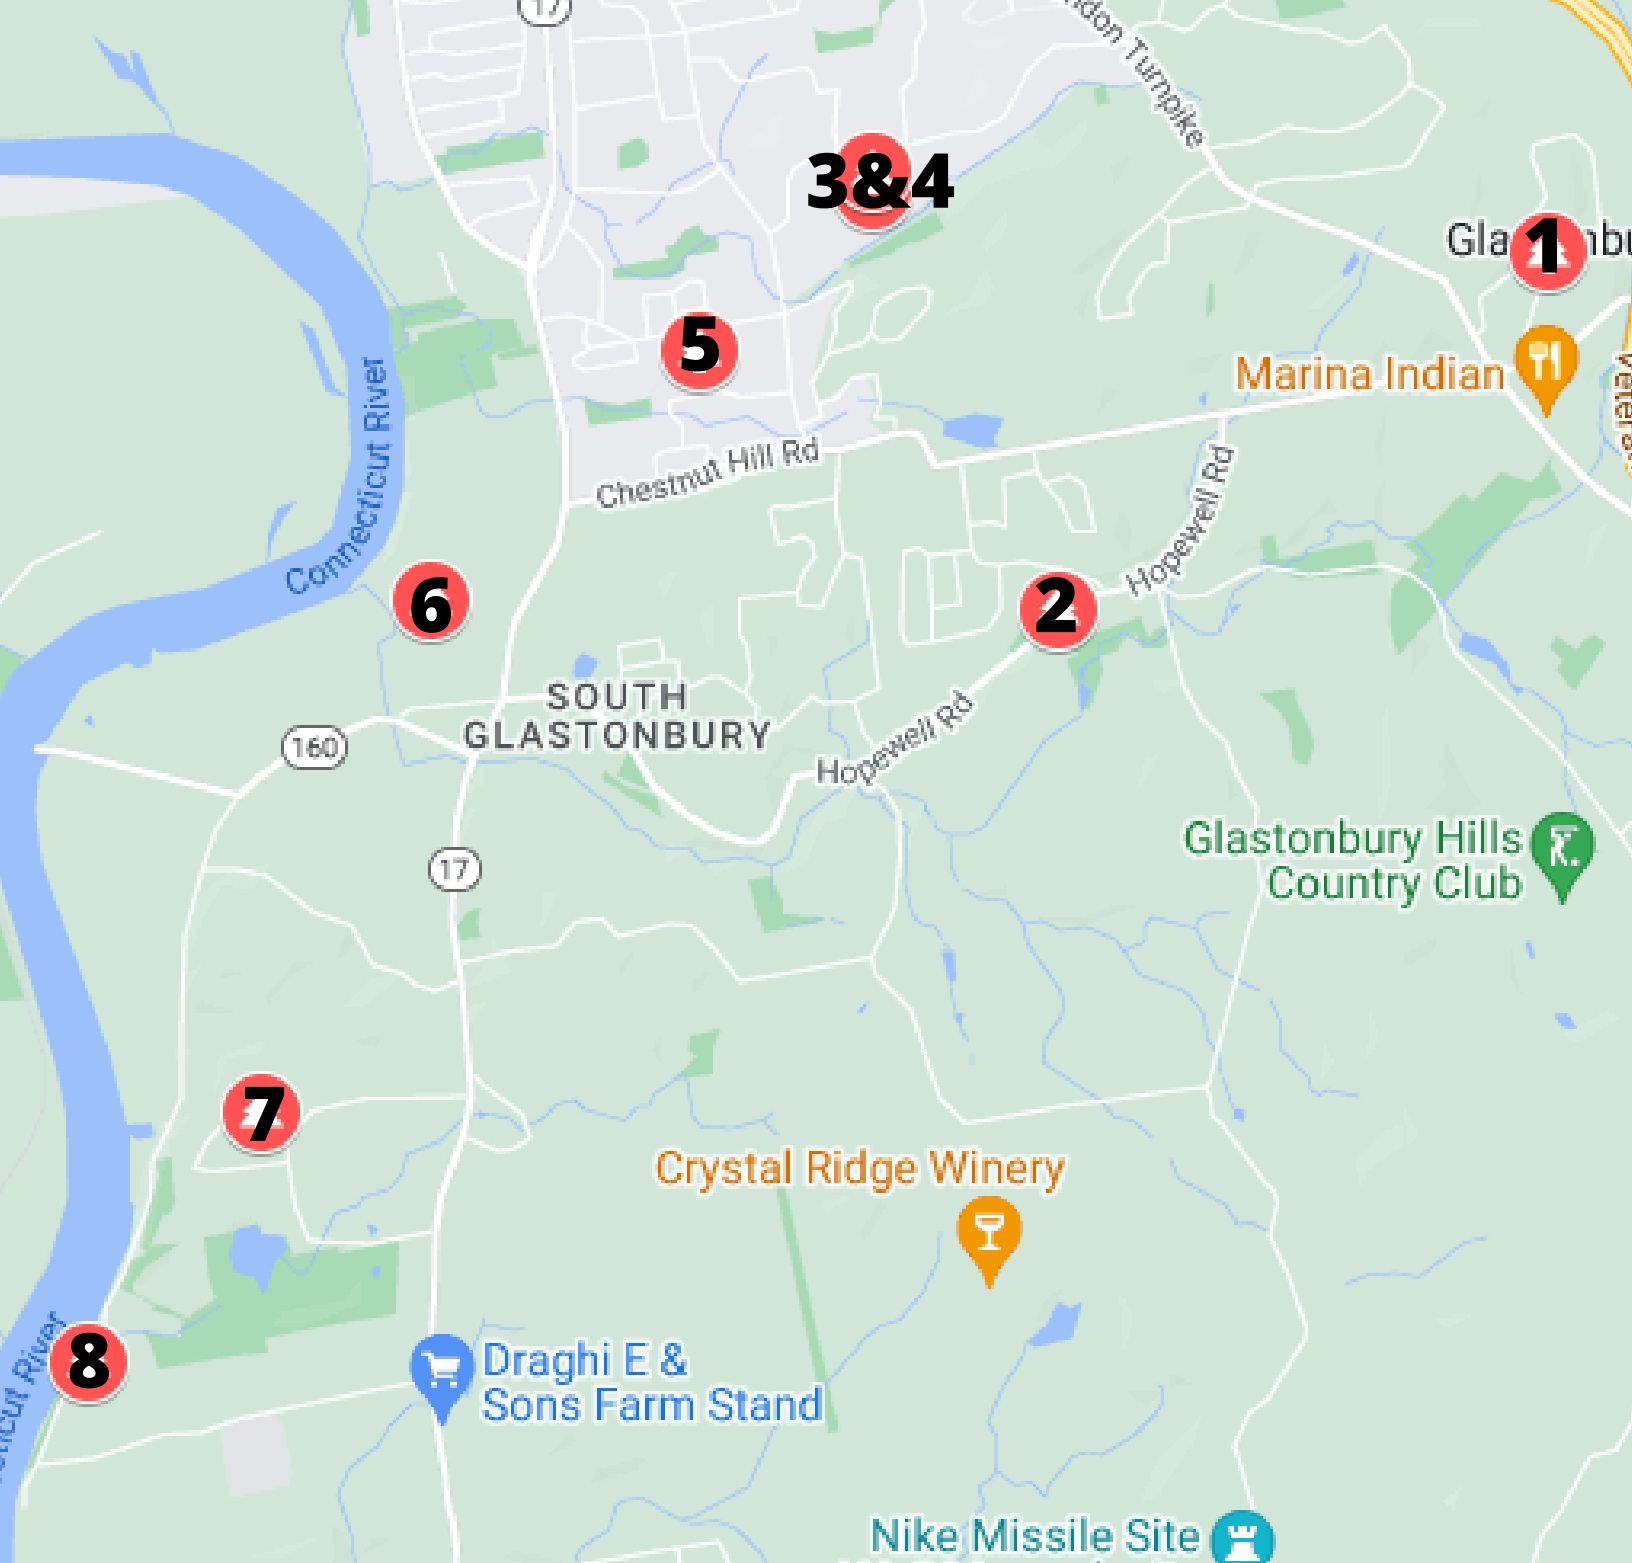 17
Turnpike
3&4
1
5
Marina Indian
Connecticut River
Chestnut Hill Rd
Hopewell Rd
6
2
SOUTH
GLASTONBURY
160
Hopewell Rd
17
Glastonbury Hills
Country Club
7
Crystal Ridge Winery
8
River
Draghi E &
Sons Farm Stand
Nike Missile Site